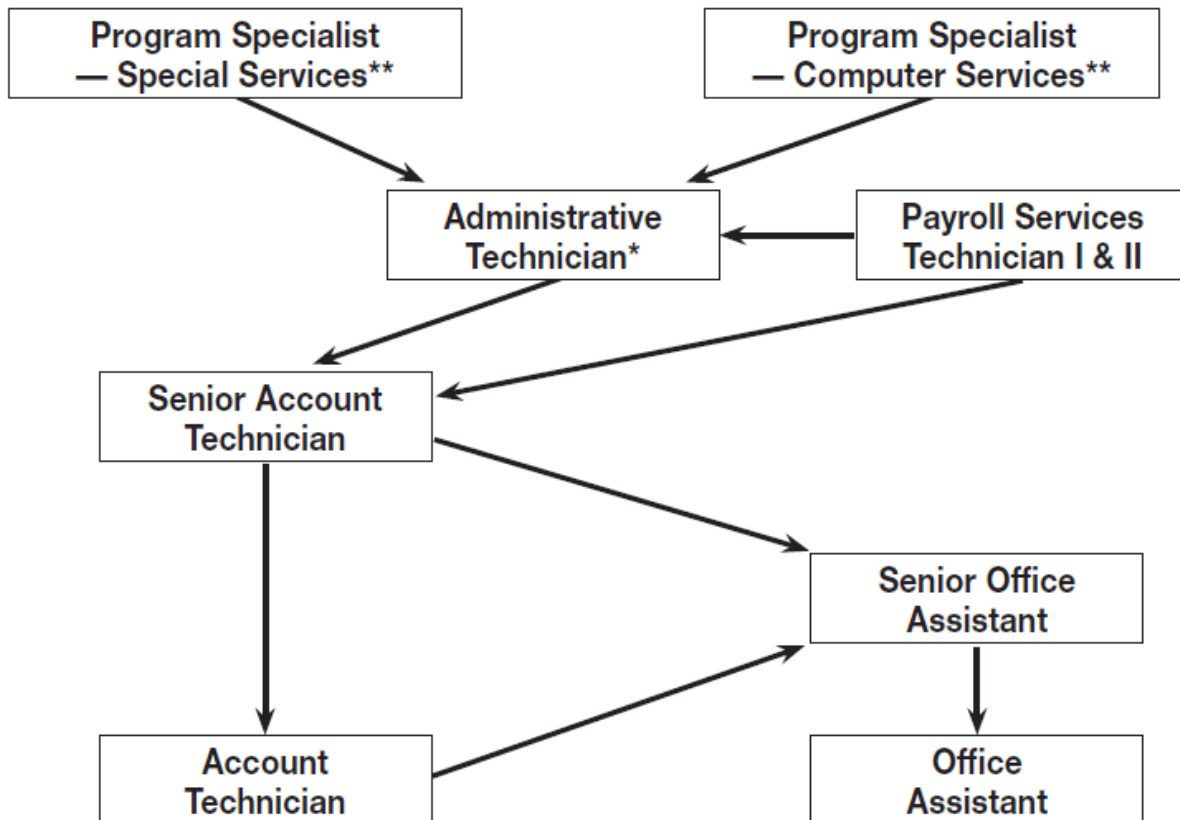 Program Specialist
— Special Services**
Program Specialist
— Computer Services**
Administrative
Technician*
Payroll Services
Technician I & II
Senior Account
Technician
Senior Office
Assistant
Account
Technician
Office
Assistant